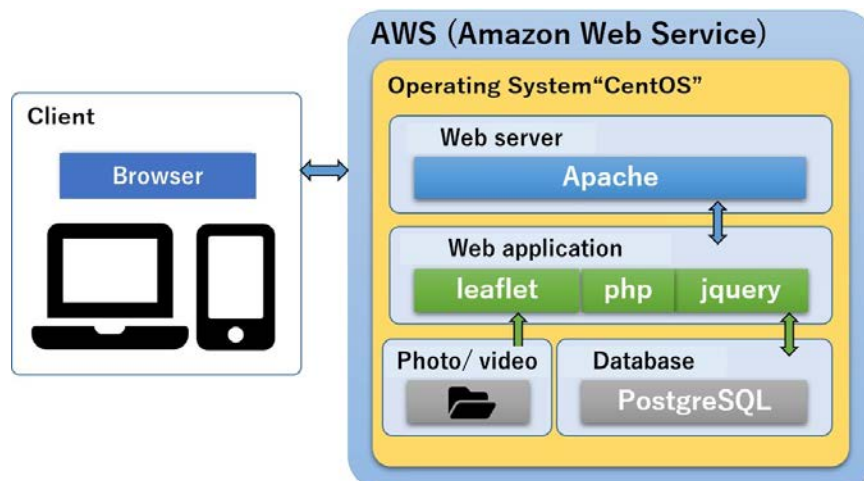 AWS (Amazon Web Service)
Operating System“CentOS”
Client
Browser
Web server
Apache
Web application
leaflet php jquery
Photo/ video
Database
PostgreSQL